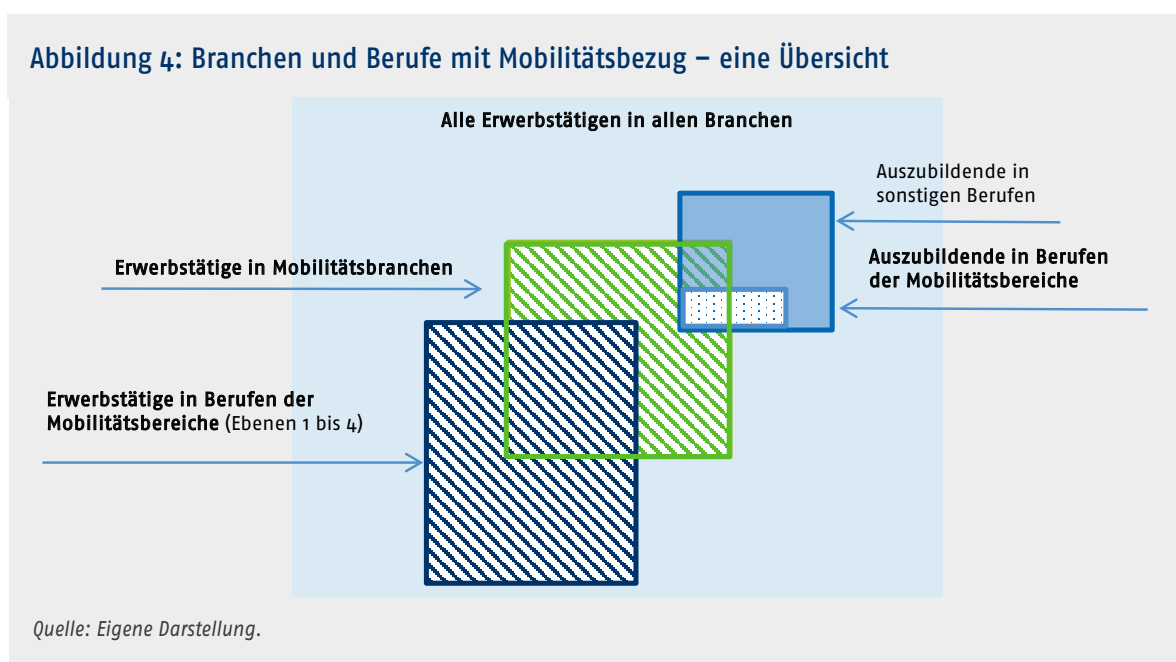 Abbildung 4: Branchen und Berufe mit Mobilitätsbezug – eine Übersicht
Alle Erwerbstätigen in allen Branchen
Auszubildende in
sonstigen Berufen
Auszubildende in Berufen
der Mobilitätsbereiche
Erwerbstätige in Mobilitätsbranchen
Erwerbstätige in Berufen der
Mobilitätsbereiche (Ebenen 1 bis 4)
Quelle: Eigene Darstellung.